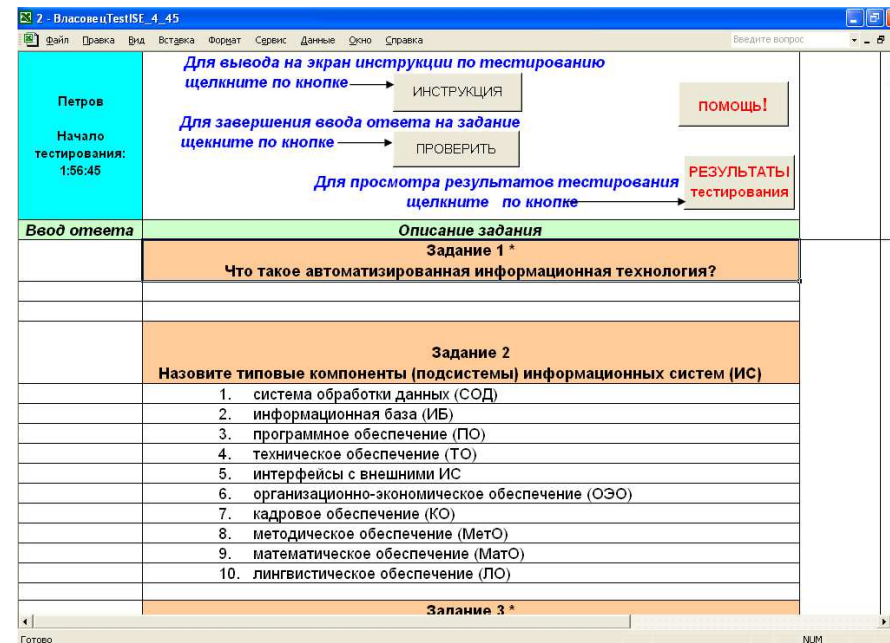 2 - ВласовецTestISE_4_45
Файл Правка Вид Вставка Формат Сервис Данные Окно Справка Введите вопрос
Для вывода на экран инструкции по тестированию
щелкните по кнопке
ИНСТРУКЦИЯ
ПОМОЩЬ!
Петров
Начало
тестирования:
1:56:45
Для завершения ввода ответа на задание
щекните по кнопке
ПРОВЕРИТЬ
Для просмотра результатов тестирования
щелкните по кнопке
РЕЗУЛЬТАТЫ
тестирования
Ввод ответа Описание задания
Задание 1 *
Что такое автоматизированная информационная технология?
Задание 2
Назовите типовые компоненты (подсистемы) информационных систем (ИС)
1. система обработки данных (СОД)
2. информационная база (ИБ)
3. программное обеспечение (ПО)
4. техническое обеспечение (ТО)
5. интерфейсы с внешними ИС
6. организационно-экономическое обеспечение (ОЭО)
7. кадровое обеспечение (КО)
8. методическое обеспечение (МетО)
9. математическое обеспечение (МатО)
10. лингвистическое обеспечение (ЛО)
Задание 3 *
Готово NUM